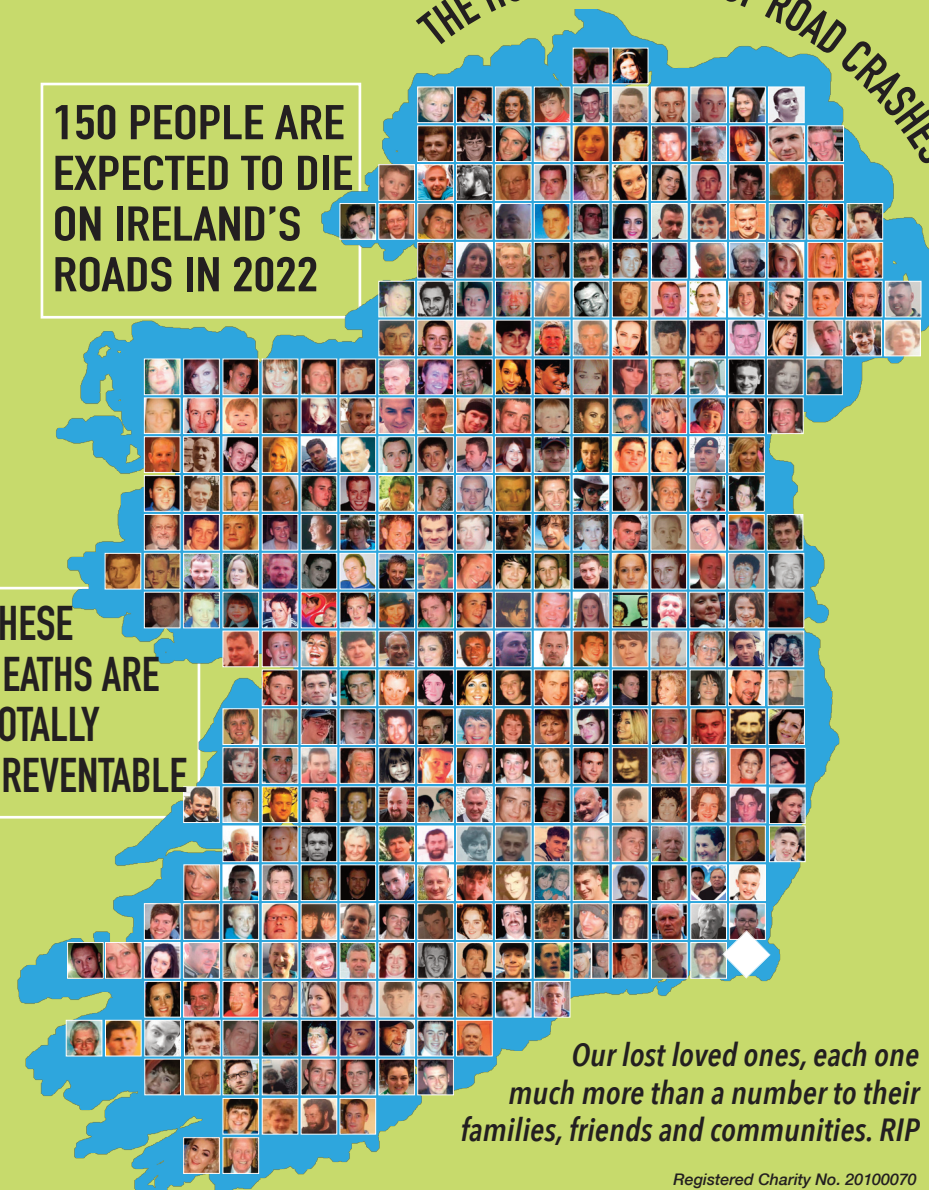 THE
OF ROAD CRASHES
150 PEOPLE ARE
EXPECTED TO DIE
ON IRELAND'S
ROADS IN 2022
HESE
EATHS ARE
OTALLY
REVENTABLE
Our lost loved ones, each one
much more than a number to their
families, friends and communities. RIP
Registered Charity No. 20100070